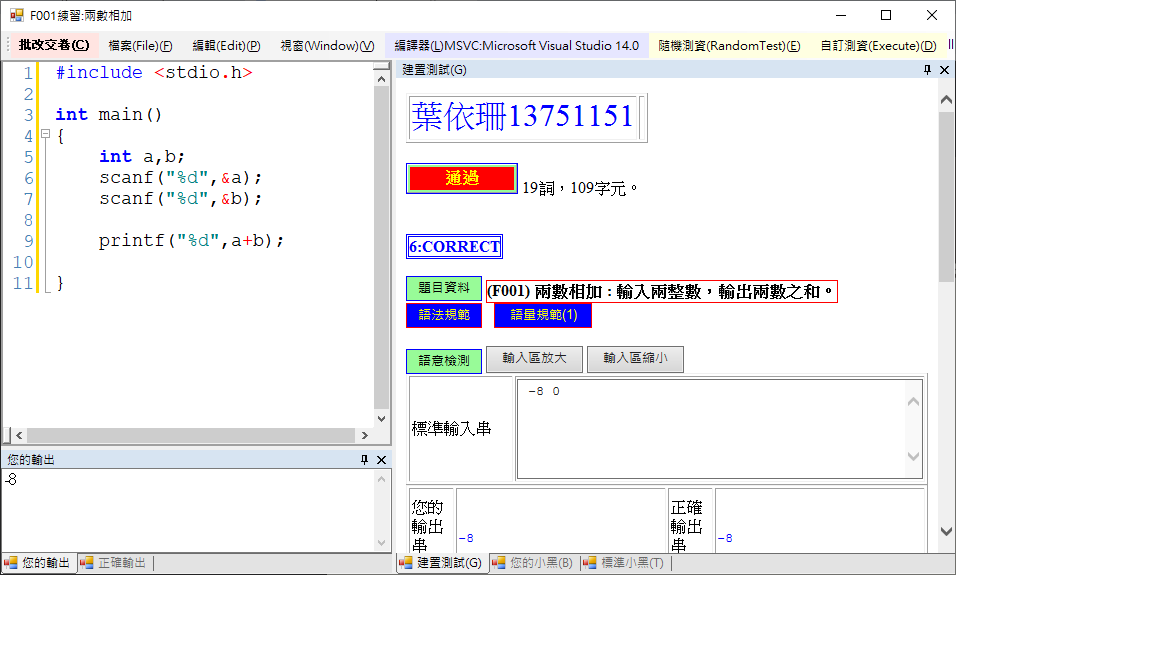 F001練習:兩數相加
批改交卷(C) 檔案(File)(F) 編輯(Edit)(P) 視窗(Window)(V) 編譯器(L)MSVC:Microsoft Visual Studio 14.0 隨機測資(RandomTest)(E) 自訂測資(Execute)(D)
1 #include <stdio.h>
2
3 int main()
4 {
5 int a,b;
6 scanf("%d",&a);
7 scanf("%d",&b);
8
9 printf("%d",a+b);
10
11 }
您的輸出
-8
您的輸出 正確輸出
建置測試(G)
葉依珊13751151
通過 19詞，109字元。
6:CORRECT
題目資料 (F001) 兩數相加：輸入兩整數，輸出兩數之和。
語法規範 語量規範(1)
語意檢測 輸入區放大 輸入區縮小
標準輸入串
-8 0
您的
輸出
串
-8
正確
輸出
串
-8
建置測試(G) 您的小黑(B) 標準小黑(T)